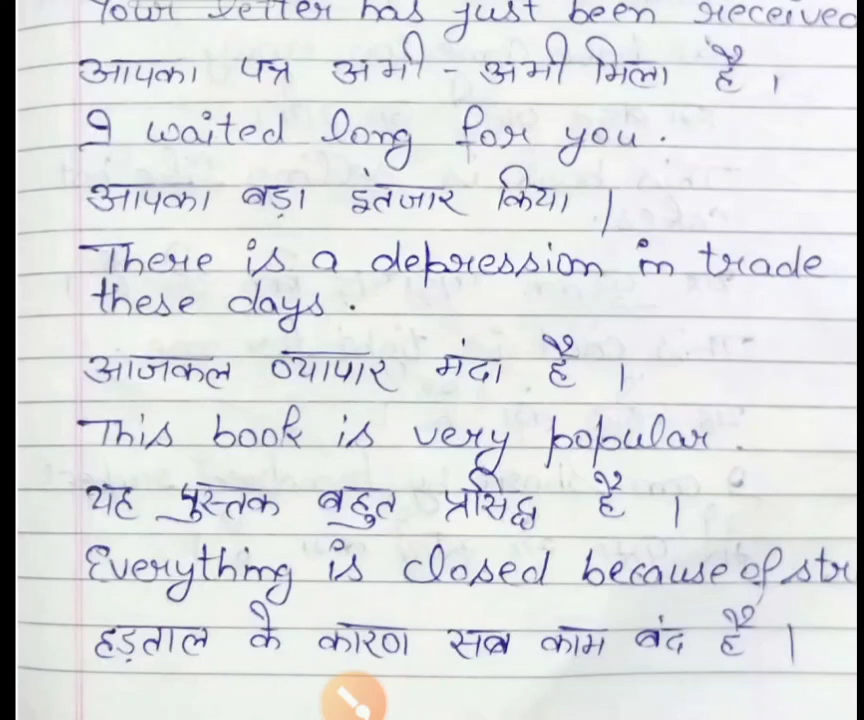 Your letter has just been received
आपका पत्र अभी - अभी मिला है ।
I waited long for you.
आपका बड़ा इंतजार किया ।
There is a depression in trade
these days.
आजकल व्यापार मंदा है ।
This book is very popular.
यह पुस्तक बहुत प्रसिद्ध है ।
Everything is closed because of str
हड़ताल के कारण सब काम बंद है ।